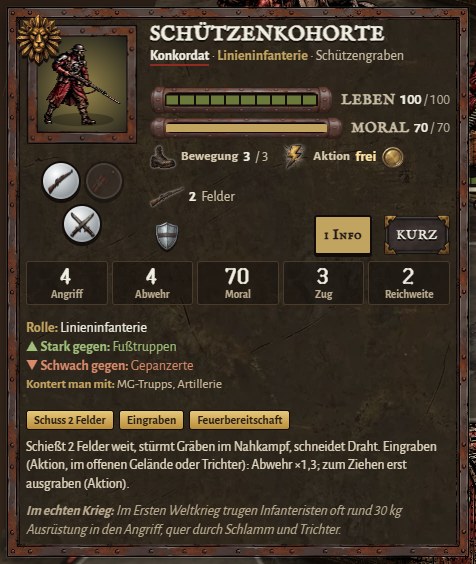 SCHÜTZENKOHORTE
Konkordat · Linieninfanterie · Schützengraben
LEBEN 100/100
MORAL 70/70
Bewegung 3/3 Aktion frei
2 Felder
1 INFO KURZ
4 4 70 3 2
Angriff Abwehr Moral Zug Reichweite
Rolle: Linieninfanterie
▲ Stark gegen: Fußtruppen
▼ Schwach gegen: Gepanzerte
Kontert man mit: MG-Trupps, Artillerie
Schuss 2 Felder Eingraben Feuerbereitschaft
Schießt 2 Felder weit, stürmt Gräben im Nahkampf, schneidet Draht. Eingraben
(Aktion, im offenen Gelände oder Trichter): Abwehr ×1,3; zum Ziehen erst
ausgraben (Aktion).
Im echten Krieg: Im Ersten Weltkrieg trugen Infanteristen oft rund 30 kg
Ausrüstung in den Angriff, quer durch Schlamm und Trichter.